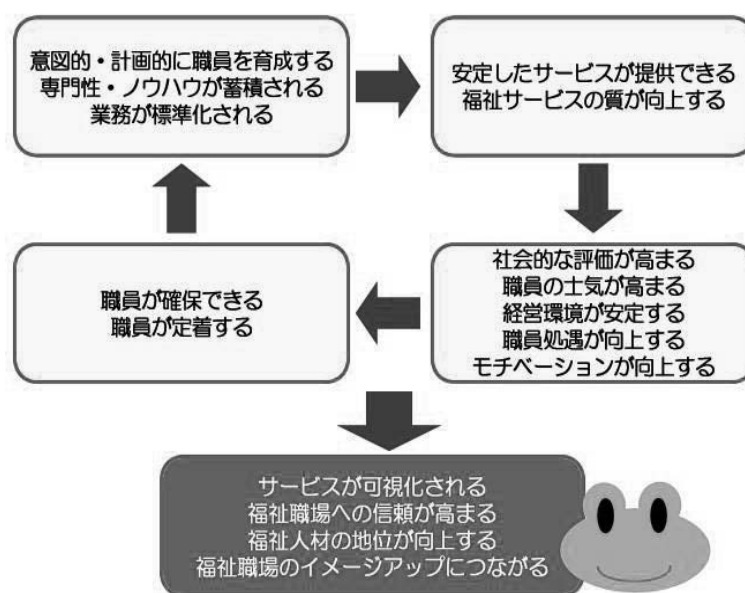 意図的・計画的に職員を育成する
専門性・ノウハウが蓄積される
業務が標準化される
安定したサービスが提供できる
福祉サービスの質が向上する
社会的な評価が高まる
職員の士気が高まる
経営環境が安定する
職員処遇が向上する
モチベーションが向上する
職員が確保できる
職員が定着する
サービスが可視化される
福祉職場への信頼が高まる
福祉人材の地位が向上する
福祉職場のイメージアップにつながる